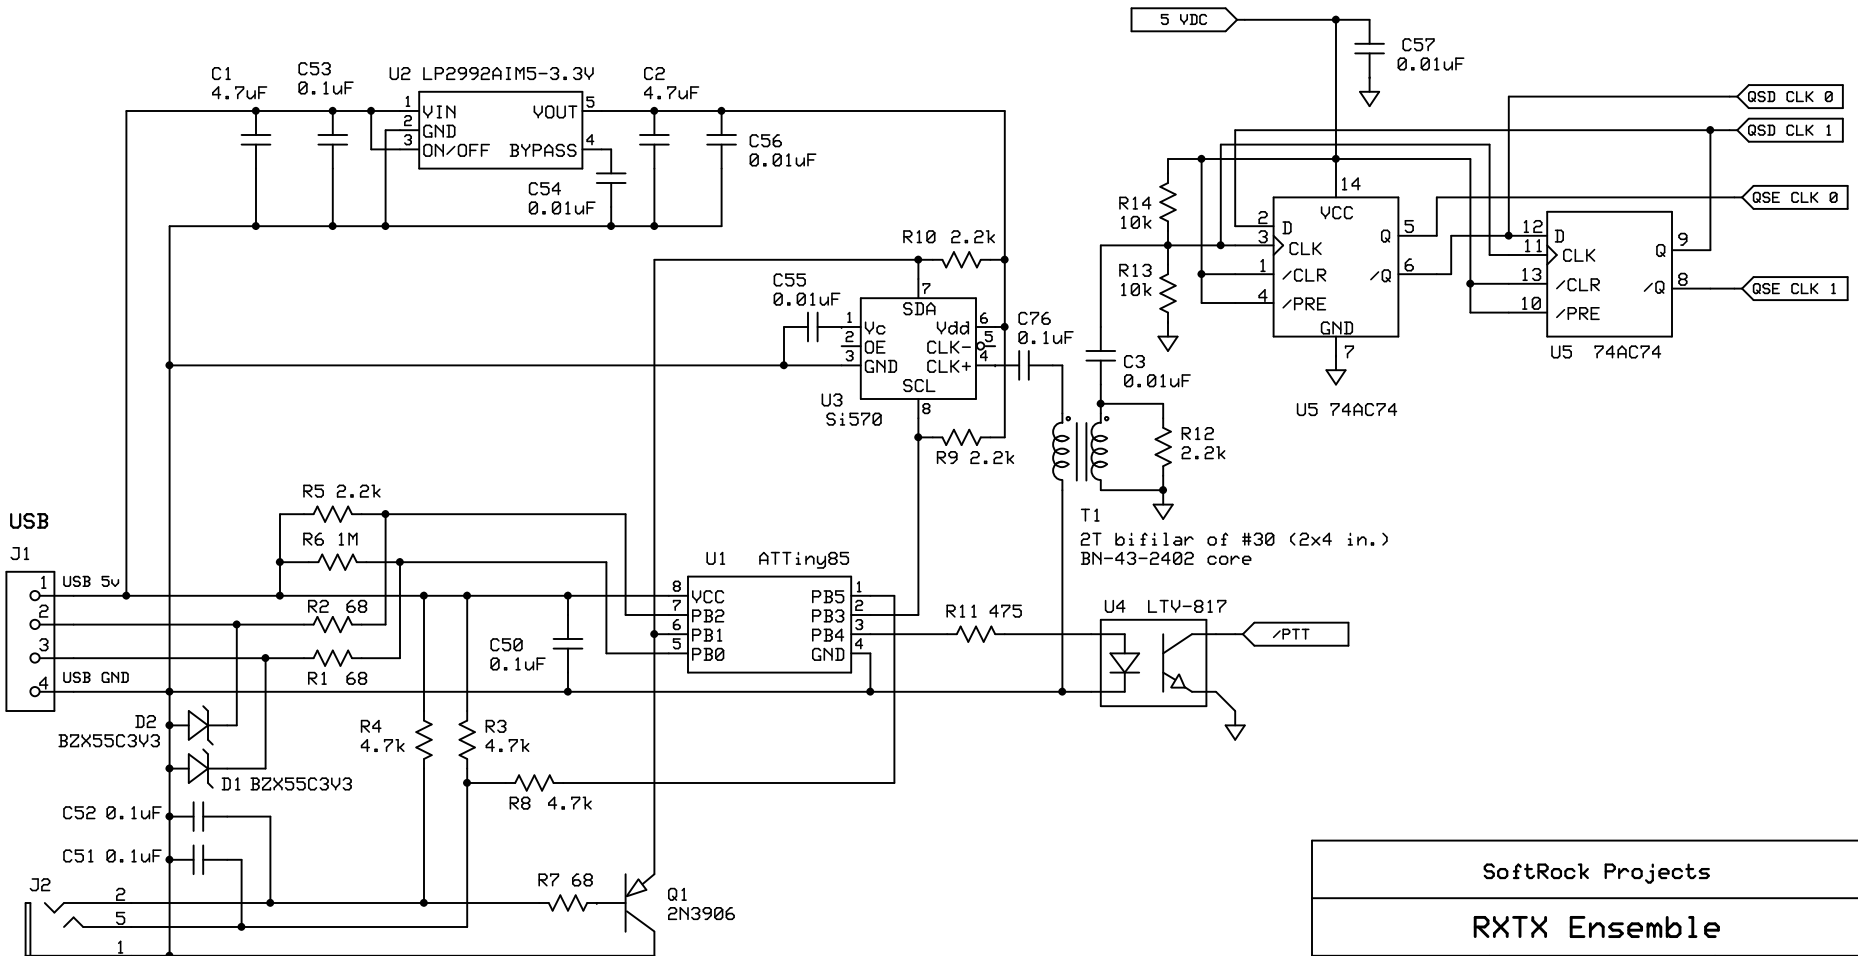 5 VDC
C57
0.01uF
C1
4.7uF
C53
0.1uF
U2 LP2992AIM5-3.3V
C2
4.7uF
1
VIN
2
GND
3
ON/OFF
VOUT
5
BYPASS
4
C54
0.01uF
C56
0.01uF
QSD CLK 0
QSD CLK 1
QSE CLK 0
QSE CLK 1
R14
10k
R13
10k
14
VCC
2
D
3
CLK
1
/CLR
4
/PRE
Q
5
/Q
6
GND
7
U5 74AC74
12
D
11
CLK
13
/CLR
10
/PRE
Q
9
/Q
8
U5 74AC74
R10 2.2k
C55
0.01uF
7
SDA
1
Vc
2
OE
3
GND
Vdd
6
CLK-
5
CLK+
4
SCL
8
U3
Si570
C76
0.1uF
R9 2.2k
C3
0.01uF
R12
2.2k
T1
2T bifilar of #30 (2x4 in.)
BN-43-2402 core
USB
J1
1
USB 5v
2
3
4
USB GND
R5 2.2k
R6 1M
R2 68
R1 68
U1 ATTiny85
8
VCC
7
PB2
6
PB1
5
PB0
PB5
1
PB3
2
PB4
3
GND
4
C50
0.1uF
R11 475
U4 LTV-817
/PTT
D2
BZX55C3V3
D1 BZX55C3V3
R4
4.7k
R3
4.7k
R8 4.7k
C52 0.1uF
C51 0.1uF
J2
2
5
1
R7 68
Q1
2N3906
SoftRock Projects
RXTX Ensemble